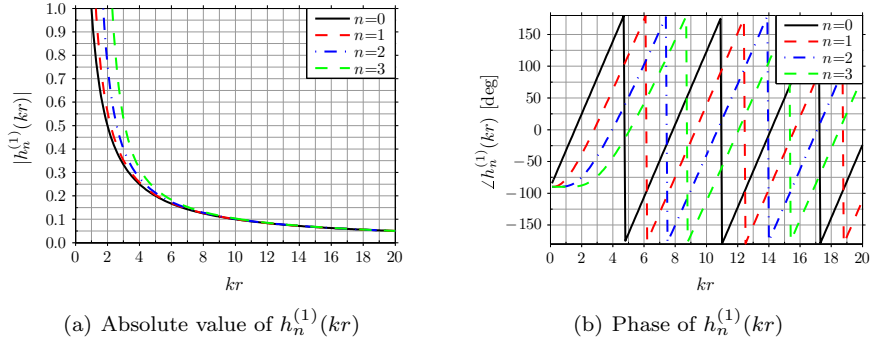 1.0
0.9
0.8
0.7
0.6
0.5
0.4
0.3
0.2
0.1
0.0
|h_n^{(1)}(kr)|
0 2 4 6 8 10 12 14 16 18 20
kr
n=0
n=1
n=2
n=3
(a) Absolute value of h_n^{(1)}(kr)
150
100
50
0
−50
−100
−150
∠h_n^{(1)}(kr) [deg]
0 2 4 6 8 10 12 14 16 18 20
kr
n=0
n=1
n=2
n=3
(b) Phase of h_n^{(1)}(kr)